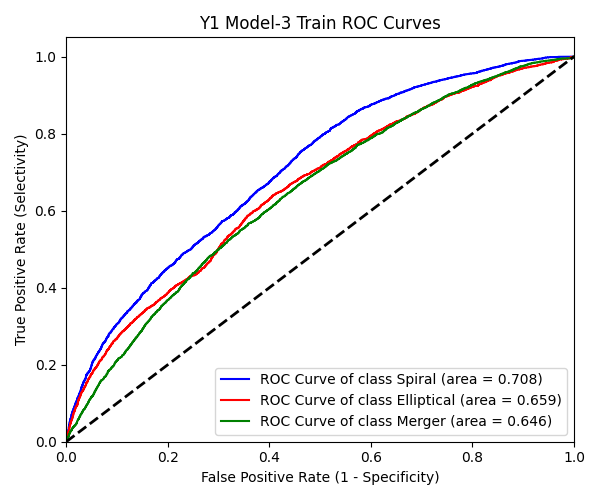 Y1 Model-3 Train ROC Curves
True Positive Rate (Selectivity)
1.0
0.8
0.6
0.4
0.2
0.0
ROC Curve of class Spiral (area = 0.708)
ROC Curve of class Elliptical (area = 0.659)
ROC Curve of class Merger (area = 0.646)
0.0 0.2 0.4 0.6 0.8 1.0
False Positive Rate (1 - Specificity)